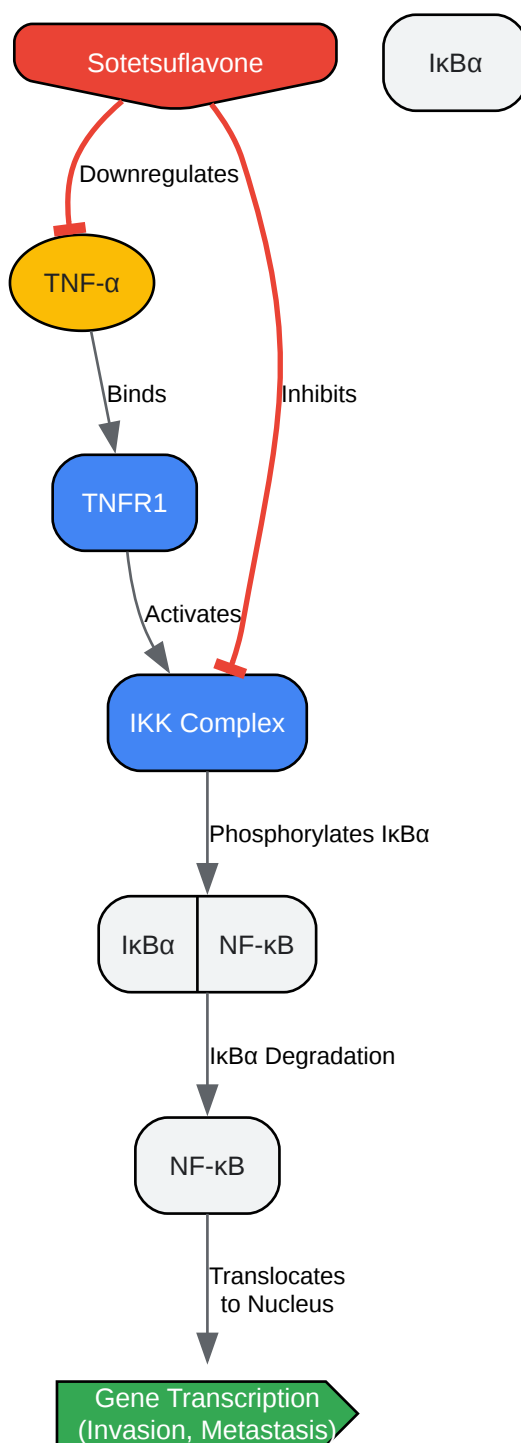 Sotetsuflavone
IκBα
Downregulates
TNF-α
Binds
Inhibits
TNFR1
Activates
IKK Complex
Phosphorylates IκBα
IκBα
NF-κB
IκBα Degradation
NF-κB
Translocates
to Nucleus
Gene Transcription
(Invasion, Metastasis)